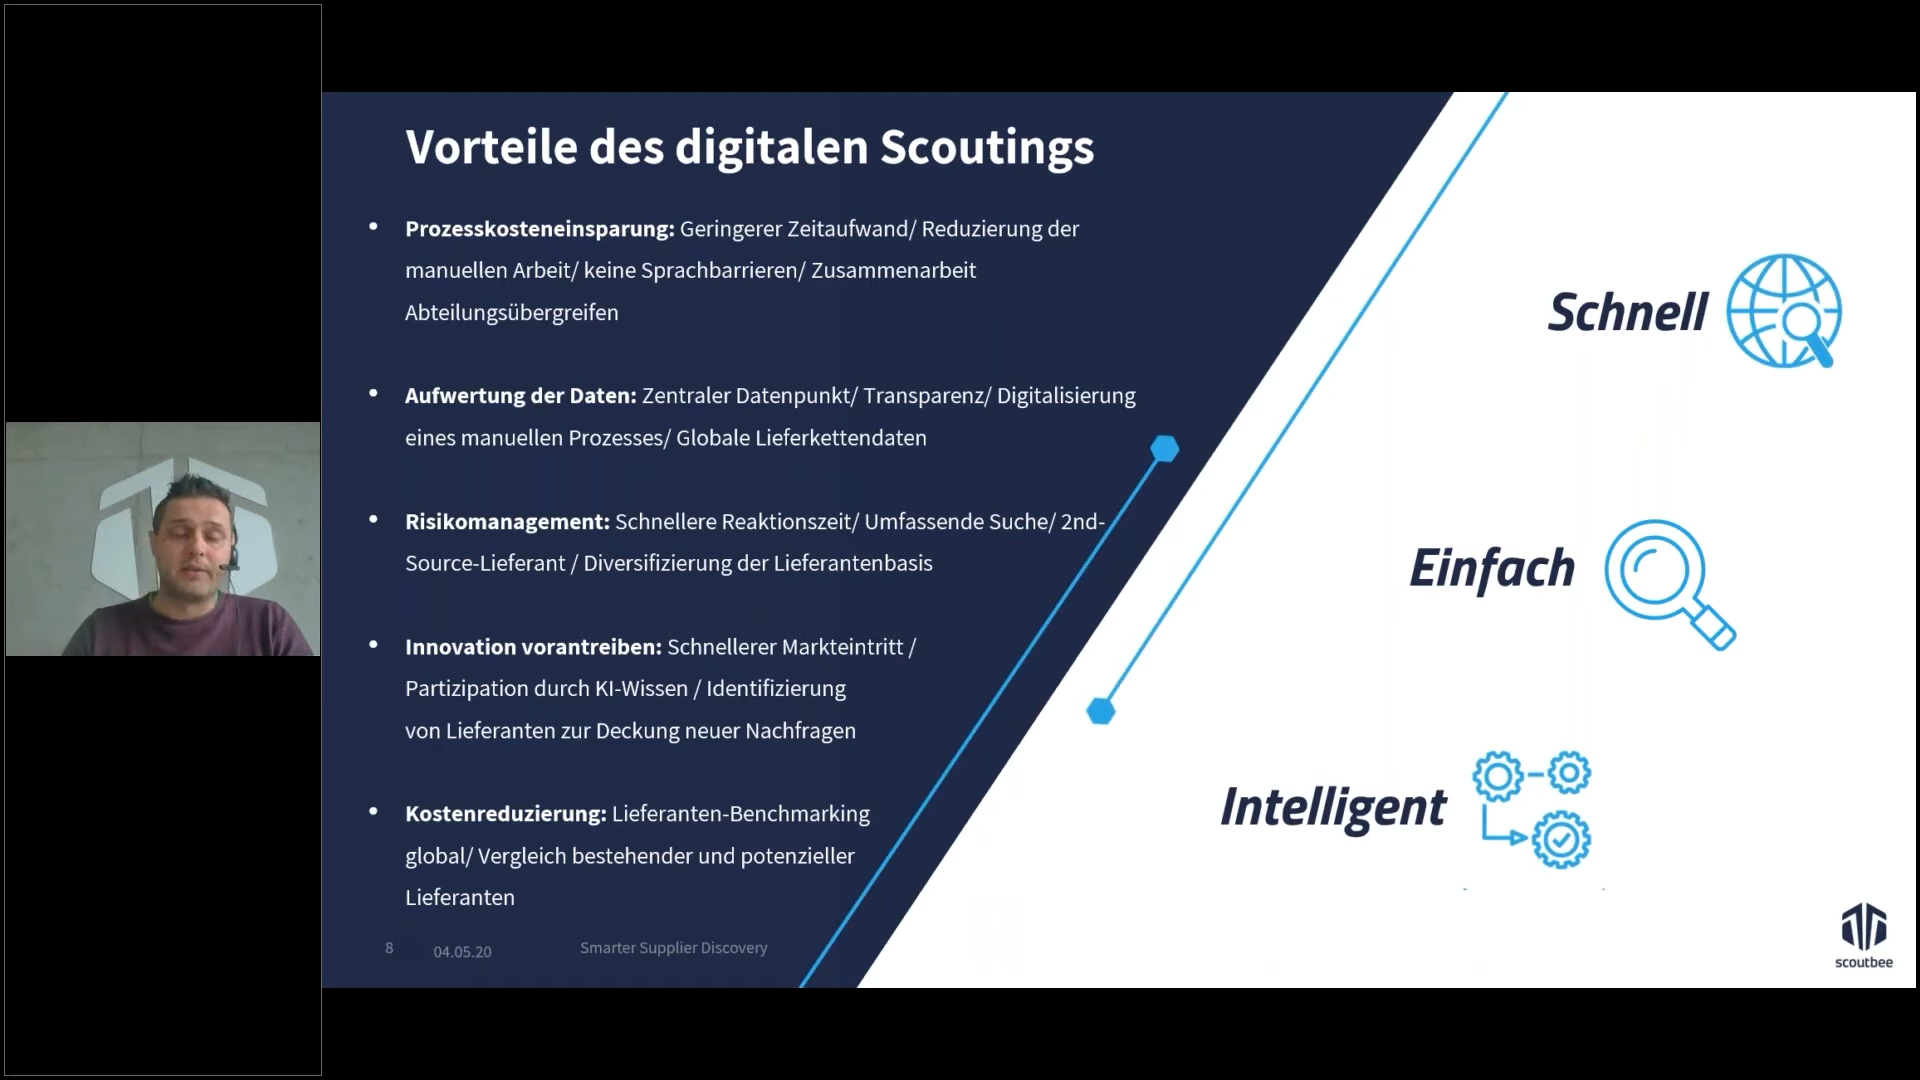 Vorteile des digitalen Scoutings
• Prozesskosteneinsparung: Geringerer Zeitaufwand/ Reduzierung der
manuellen Arbeit/ keine Sprachbarrieren/ Zusammenarbeit
Abteilungsübergreifen
• Aufwertung der Daten: Zentraler Datenpunkt/ Transparenz/ Digitalisierung
eines manuellen Prozesses/ Globale Lieferkettendaten
• Risikomanagement: Schnellere Reaktionszeit/ Umfassende Suche/ 2nd-
Source-Lieferant / Diversifizierung der Lieferantenbasis
• Innovation vorantreiben: Schnellerer Markteintritt /
Partizipation durch KI-Wissen / Identifizierung
von Lieferanten zur Deckung neuer Nachfragen
• Kostenreduzierung: Lieferanten-Benchmarking
global/ Vergleich bestehender und potenzieller
Lieferanten
Schnell
Einfach
Intelligent
8 04.05.20 Smarter Supplier Discovery
scoutbee